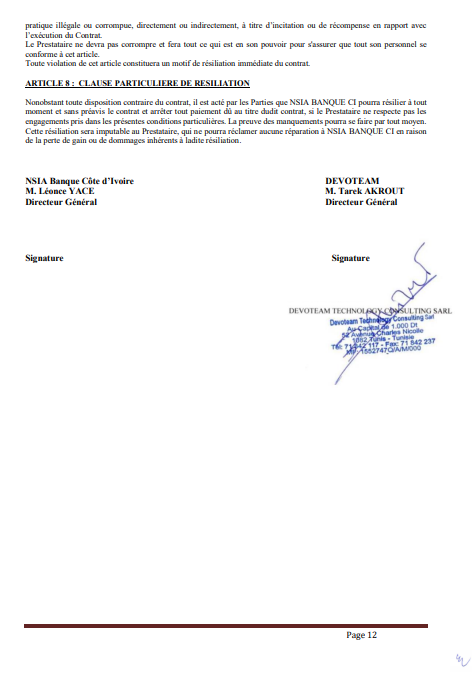 pratique illégale ou corrompue, directement ou indirectement, à titre d'incitation ou de récompense en rapport avec
l'exécution du Contrat.
Le Prestataire ne devra pas corrompre et fera tout ce qui est en son pouvoir pour s'assurer que tout son personnel se
conforme à cet article.
Toute violation de cet article constituera un motif de résiliation immédiate du contrat.
ARTICLE 8 : CLAUSE PARTICULIERE DE RESILIATION
Nonobstant toute disposition contraire du contrat, il est acté par les Parties que NSIA BANQUE CI pourra résilier à tout
moment et sans préavis le contrat et arrêter tout paiement dû au titre dudit contrat, si le Prestataire ne respecte pas les
engagements pris dans les présentes conditions particulières. La preuve des manquements pourra se faire par tout moyen.
Cette résiliation sera imputable au Prestataire, qui ne pourra réclamer aucune réparation à NSIA BANQUE CI en raison
de la perte de gain ou de dommages inhérents à ladite résiliation.
NSIA Banque Côte d'Ivoire
M. Léonce YACE
Directeur Général
DEVOTEAM
M. Tarek AKROUT
Directeur Général
Signature
Signature
DEVOTEAM TECHNOLOGY CONSULTING SARL
Devoteam Technology Consulting Sarl
Au Capital de 1.000 Dt
52 Avenue Charles Nicolle
1082 Tunis - Tunisie
Tél: 71 842 117 - Fax: 71 842 237
MF: 1552747Q/A/M/000
Page 12